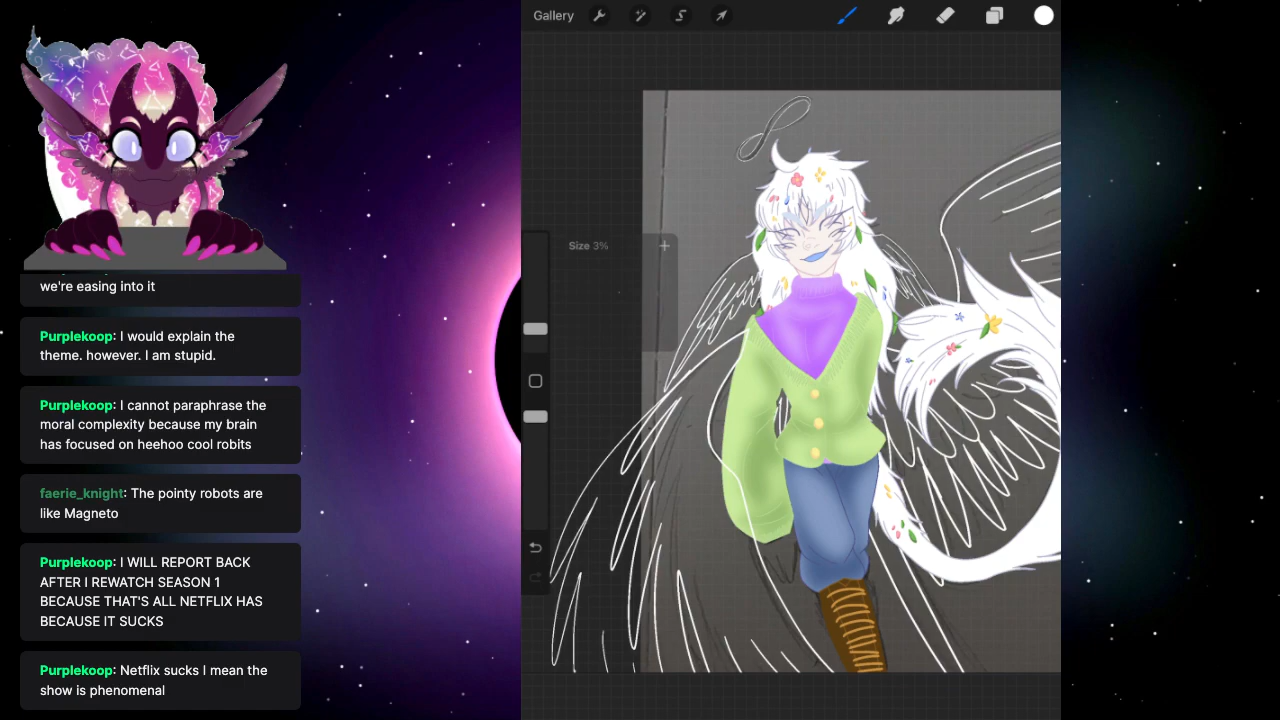 Gallery
Size 3%
we're easing into it
Purplekoop: I would explain the
theme. however. I am stupid.
Purplekoop: I cannot paraphrase the
moral complexity because my brain
has focused on heehoo cool robits
faerie_knight: The pointy robots are
like Magneto
Purplekoop: I WILL REPORT BACK
AFTER I REWATCH SEASON 1
BECAUSE THAT'S ALL NETFLIX HAS
BECAUSE IT SUCKS
Purplekoop: Netflix sucks I mean the
show is phenomenal